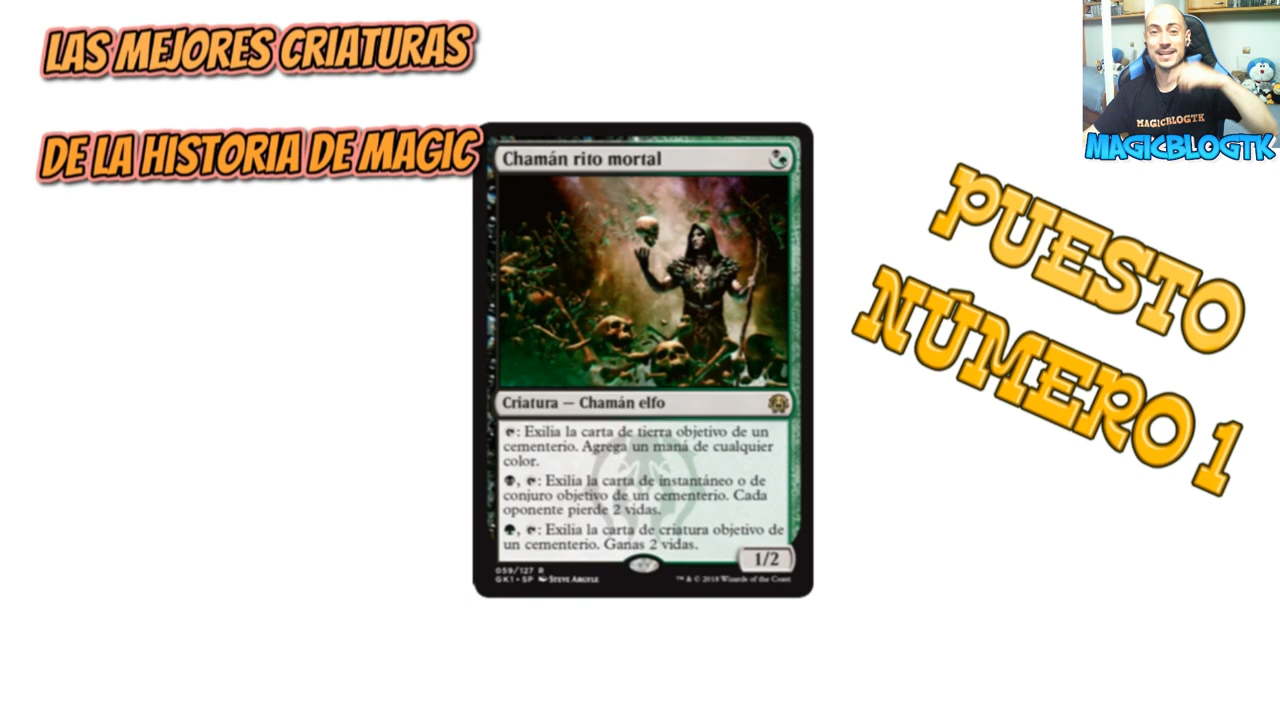 LAS MEJORES CRIATURAS
DE LA HISTORIA DE MAGIC
MAGICBLOGTK
MAGICBLOGTK
PUESTO
NÚMERO 1
Chamán rito mortal
Criatura — Chamán elfo
: Exilia la carta de tierra objetivo de un
cementerio. Agrega un maná de cualquier
color.
, : Exilia la carta de instantáneo o de
conjuro objetivo de un cementerio. Cada
oponente pierde 2 vidas.
, : Exilia la carta de criatura objetivo de
un cementerio. Ganas 2 vidas.
1/2
059/127 R
GK1 • SP STEVE ARGYLE
™ & © 2018 Wizards of the Coast